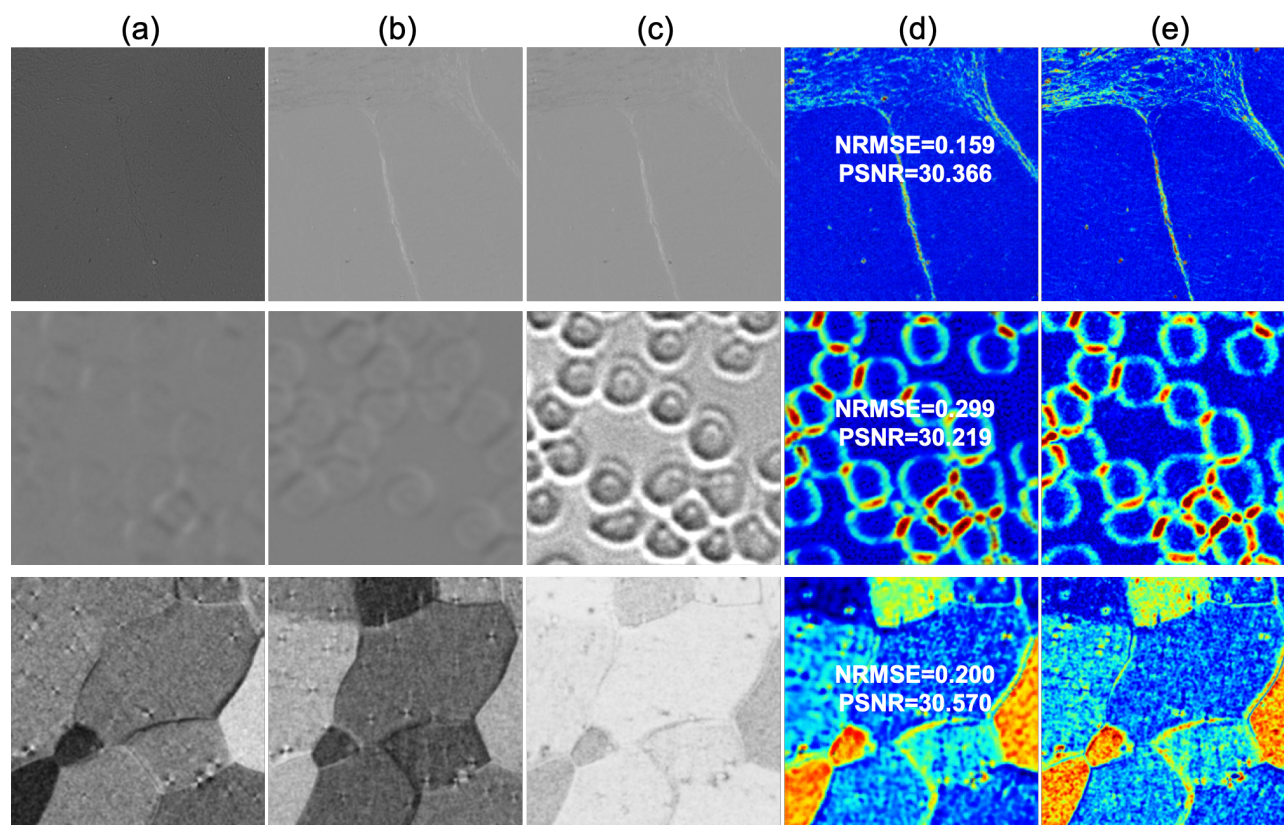 (a)
(b)
(c)
(d)
(e)
NRMSE=0.159
PSNR=30.366
NRMSE=0.299
PSNR=30.219
NRMSE=0.200
PSNR=30.570